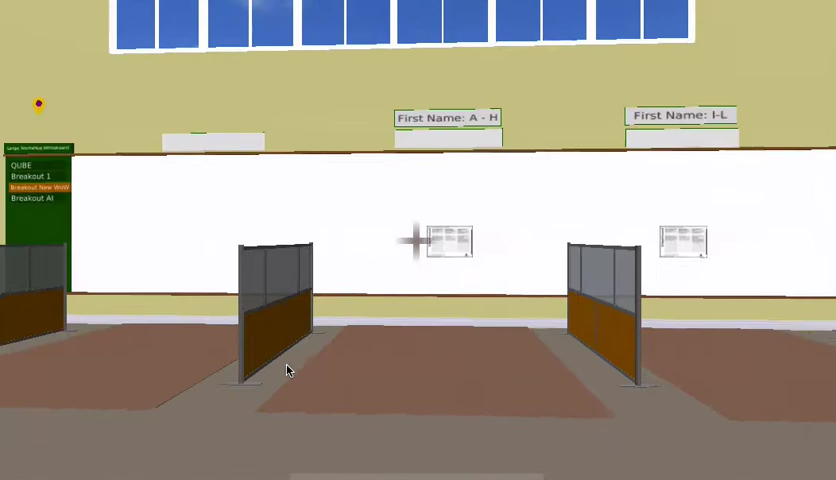 First Name: A - H
First Name: I-L
QUBE
Breakout 1
Breakout New WoW
Breakout AI